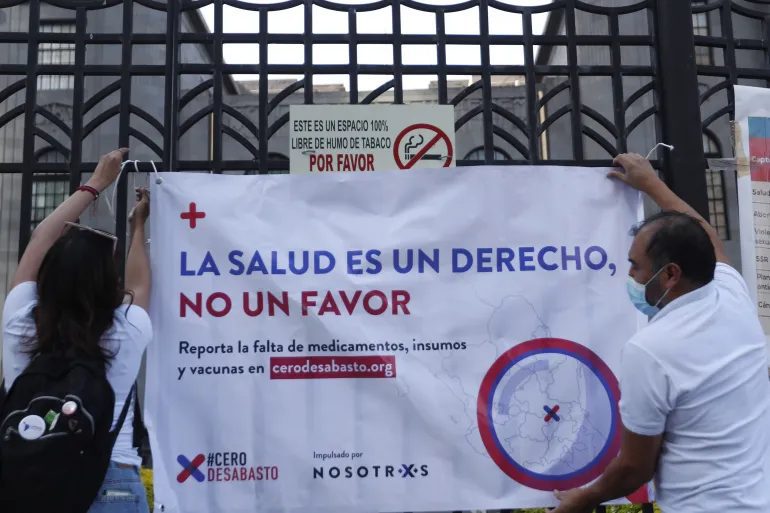 ESTE ES UN ESPACIO 100%
LIBRE DE HUMO DE TABACO
POR FAVOR
LA SALUD ES UN DERECHO,
NO UN FAVOR
Reporta la falta de medicamentos, insumos
y vacunas en cerodesabasto.org
#CERO
DESABASTO
Impulsado por
NOSOTRXS
Salud